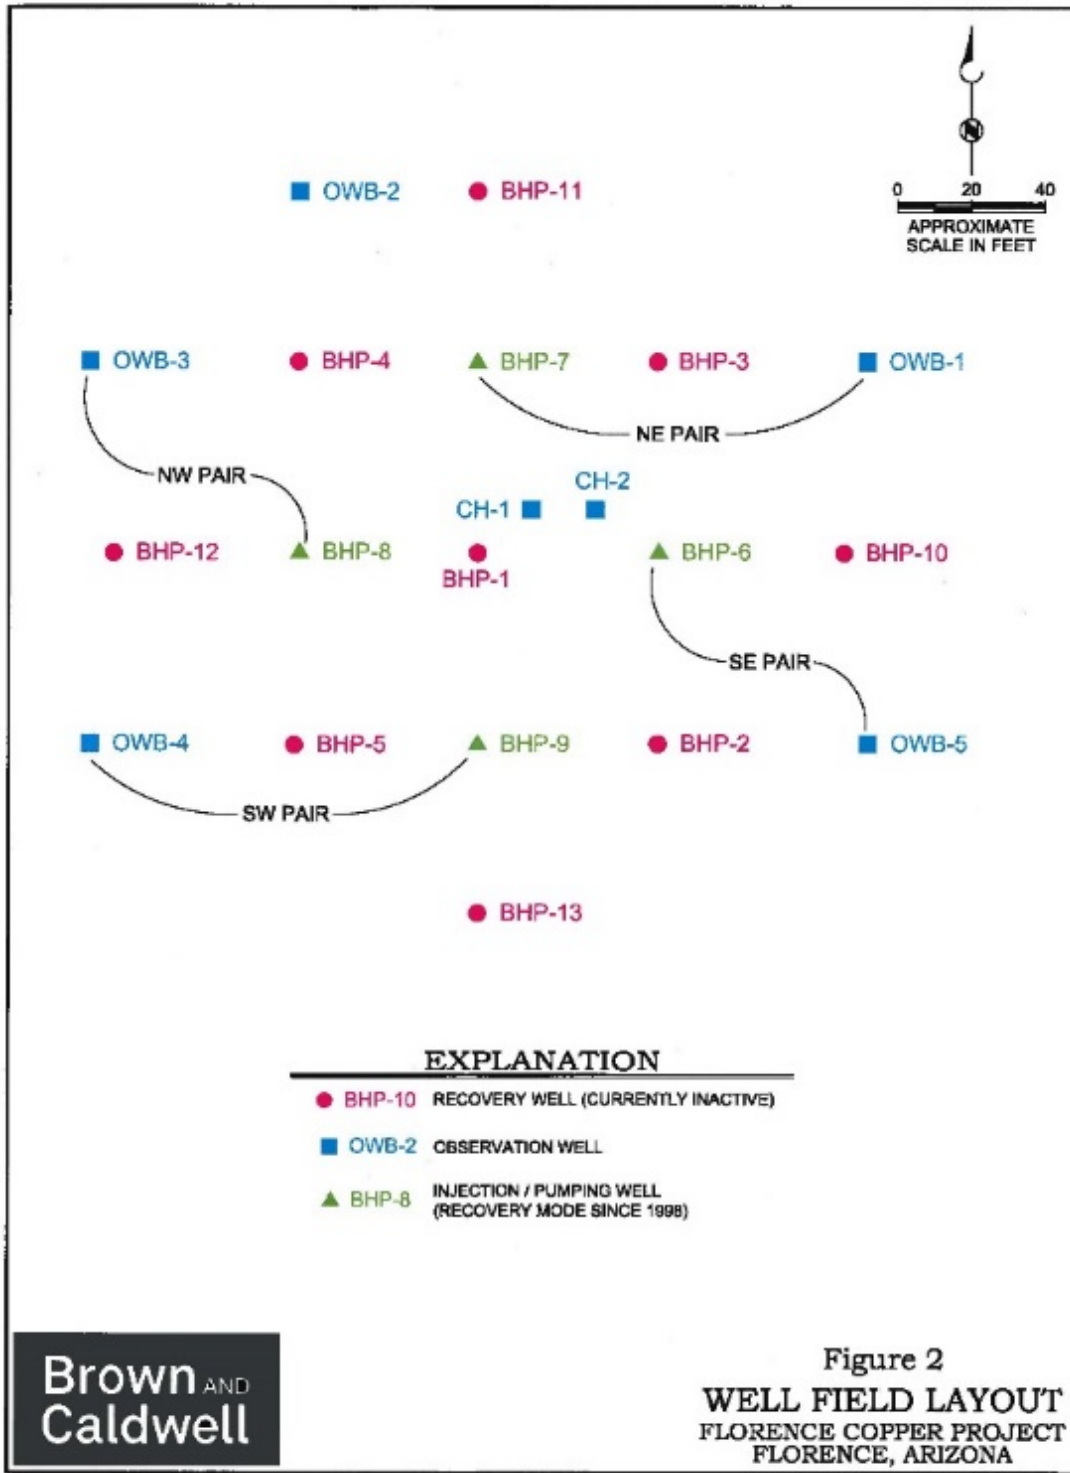 N
0 20 40
APPROXIMATE
SCALE IN FEET
OWB-2 BHP-11
OWB-3 BHP-4 BHP-7 BHP-3 OWB-1
NE PAIR
NW PAIR
CH-2
CH-1
BHP-12 BHP-8 BHP-6 BHP-10
BHP-1
SE PAIR
OWB-4 BHP-5 BHP-9 BHP-2 OWB-5
SW PAIR
BHP-13
EXPLANATION
BHP-10 RECOVERY WELL (CURRENTLY INACTIVE)
OWB-2 OBSERVATION WELL
BHP-8 INJECTION / PUMPING WELL
(RECOVERY MODE SINCE 1998)
Brown AND
Caldwell
Figure 2
WELL FIELD LAYOUT
FLORENCE COPPER PROJECT
FLORENCE, ARIZONA